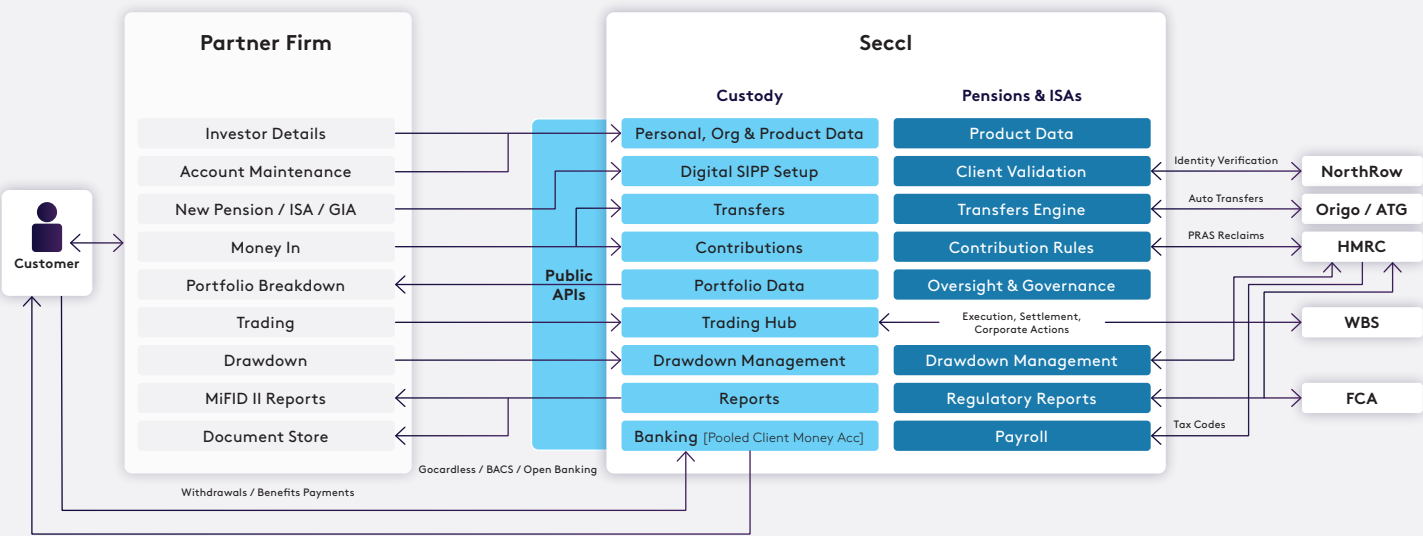 Partner Firm
Seccl
Custody
Pensions & ISAs
Investor Details
Personal, Org & Product Data
Product Data
Account Maintenance
Digital SIPP Setup
Client Validation
Identity Verification
NorthRow
New Pension / ISA / GIA
Transfers
Transfers Engine
Auto Transfers
Origo / ATG
Money In
Contributions
Contribution Rules
PRAS Reclaims
HMRC
Customer
Public
APIs
Portfolio Breakdown
Portfolio Data
Oversight & Governance
Trading
Trading Hub
Execution, Settlement,
Corporate Actions
WBS
Drawdown
Drawdown Management
Drawdown Management
MiFID II Reports
Reports
Regulatory Reports
FCA
Document Store
Banking [Pooled Client Money Acc]
Payroll
Tax Codes
Gocardless / BACS / Open Banking
Withdrawals / Benefits Payments